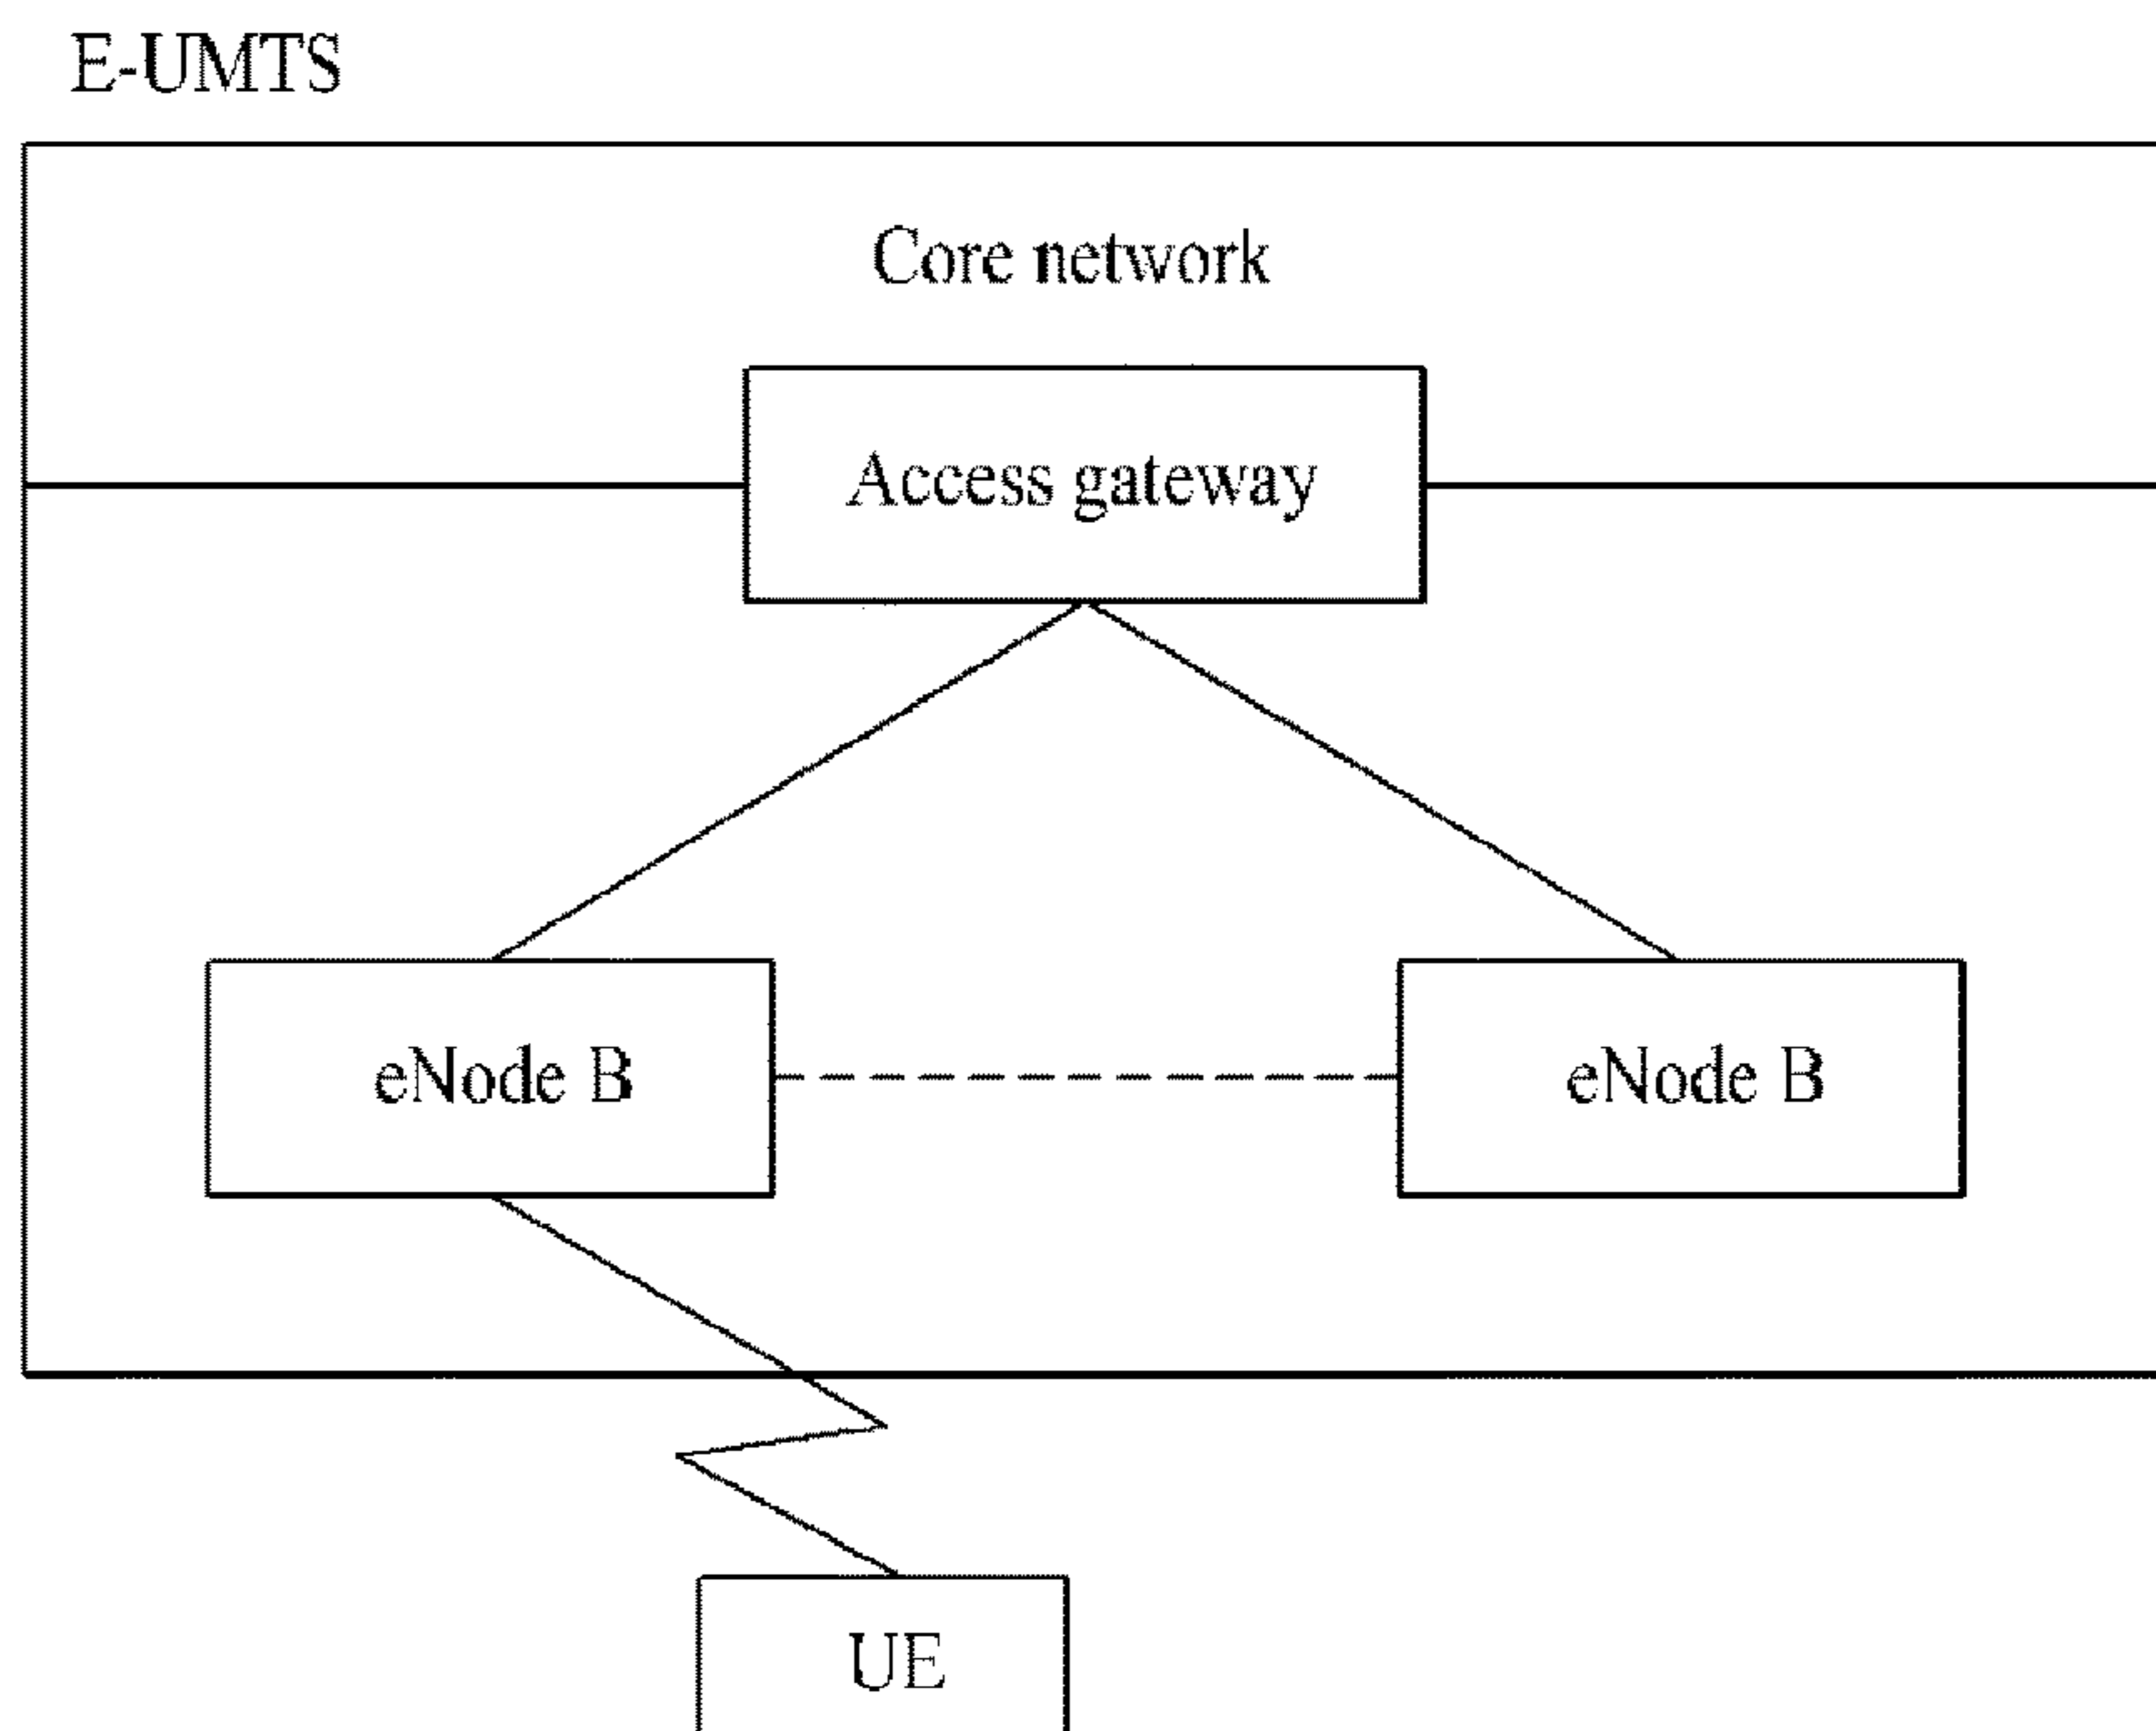 E-UMTS
Core network
Access gateway
eNode B
eNode B
UE